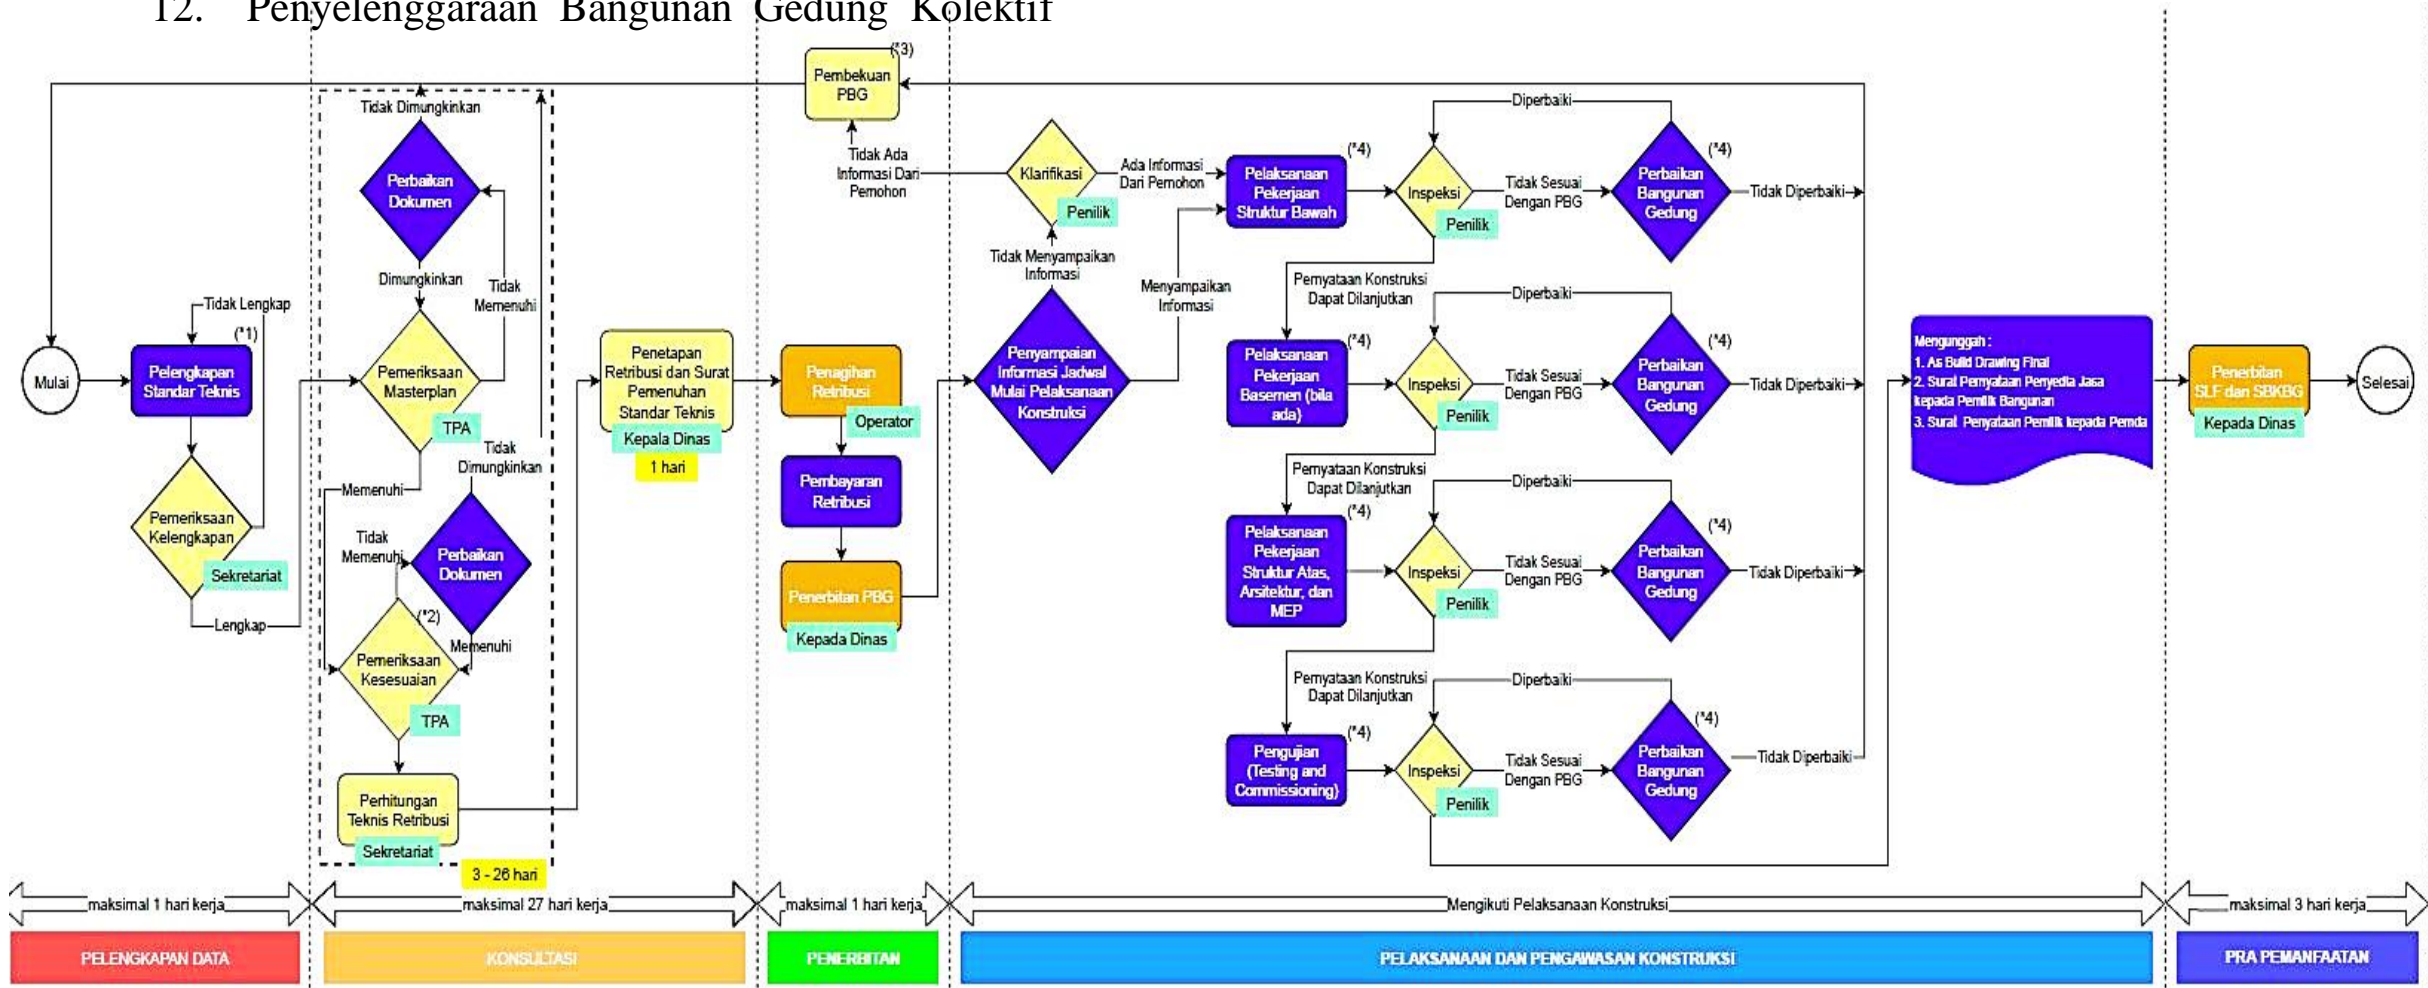 12. Penyelenggaraan Bangunan Gedung Kolektif
Mulai
Tidak Lengkap
(*1)
Pelengkapan
Standar Teknis
Pemeriksaan
Kelengkapan
Sekretariat
Lengkap
Tidak Dimungkinkan
Perbaikan
Dokumen
Dimungkinkan
Tidak
Memenuhi
Pemeriksaan
Masterplan
TPA
Memenuhi
Tidak
Dimungkinkan
Tidak
Memenuhi
Perbaikan
Dokumen
(*2)
Memenuhi
Pemeriksaan
Kesesuaian
TPA
Perhitungan
Teknis Retribusi
Sekretariat
3 - 26 hari
Penetapan
Retribusi dan Surat
Pemenuhan
Standar Teknis
Kepala Dinas
1 hari
Penagihan
Retribusi
Operator
Pembayaran
Retribusi
Penerbitan PBG
Kepada Dinas
(*3)
Pembekuan
PBG
Tidak Ada
Informasi Dari
Pemohon
Klarifikasi
Penilik
Ada Informasi
Dari Pemohon
Tidak Menyampaikan
Informasi
Menyampaikan
Informasi
Penyampaian
Informasi Jadwal
Mulai Pelaksanaan
Konstruksi
Pelaksanaan
Pekerjaan
Struktur Bawah
(*4)
Inspeksi
Penilik
Diperbaiki
Tidak Sesuai
Dengan PBG
Perbaikan
Bangunan
Gedung
(*4)
Tidak Diperbaiki
Pernyataan Konstruksi
Dapat Dilanjutkan
Pelaksanaan
Pekerjaan
Basemen (bila
ada)
(*4)
Inspeksi
Penilik
Diperbaiki
Tidak Sesuai
Dengan PBG
Perbaikan
Bangunan
Gedung
(*4)
Tidak Diperbaiki
Pernyataan Konstruksi
Dapat Dilanjutkan
Pelaksanaan
Pekerjaan
Struktur Atas,
Arsitektur, dan
MEP
(*4)
Inspeksi
Penilik
Diperbaiki
Tidak Sesuai
Dengan PBG
Perbaikan
Bangunan
Gedung
(*4)
Tidak Diperbaiki
Pernyataan Konstruksi
Dapat Dilanjutkan
Pengujian
(Testing and
Commissioning)
(*4)
Inspeksi
Penilik
Diperbaiki
Tidak Sesuai
Dengan PBG
Perbaikan
Bangunan
Gedung
(*4)
Tidak Diperbaiki
Mengunggah :
1. As Build Drawing Final
2. Surat Pernyataan Penyedia Jasa
kepada Pemilik Bangunan
3. Surat Penyataan Pemilik kepada Pemda
Penerbitan
SLF dan SBKBG
Kepada Dinas
Selesai
maksimal 1 hari kerja
maksimal 27 hari kerja
maksimal 1 hari kerja
Mengikuti Pelaksanaan Konstruksi
maksimal 3 hari kerja
PELENGKAPAN DATA
KONSULTASI
PENERBITAN
PELAKSANAAN DAN PENGAWASAN KONSTRUKSI
PRA PEMANFAATAN